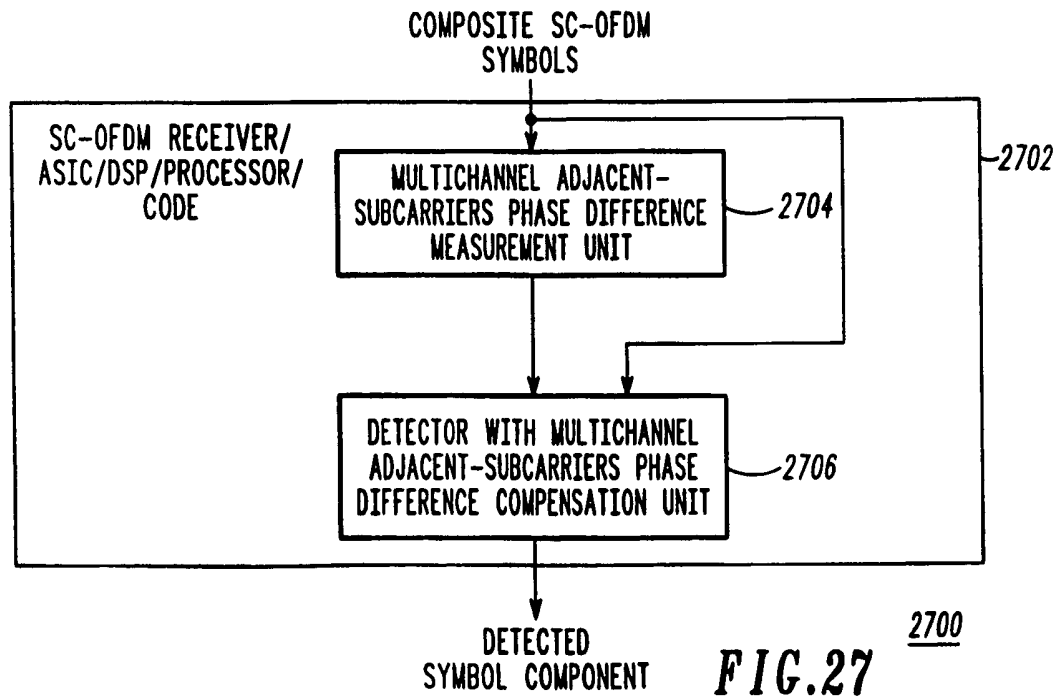 COMPOSITE SC-OFDM
SYMBOLS
SC-OFDM RECEIVER/
ASIC/DSP/PROCESSOR/
CODE
2702
MULTICHANNEL ADJACENT-
SUBCARRIERS PHASE DIFFERENCE
MEASUREMENT UNIT
2704
DETECTOR WITH MULTICHANNEL
ADJACENT-SUBCARRIERS PHASE
DIFFERENCE COMPENSATION UNIT
2706
DETECTED
SYMBOL COMPONENT
2700
FIG.27